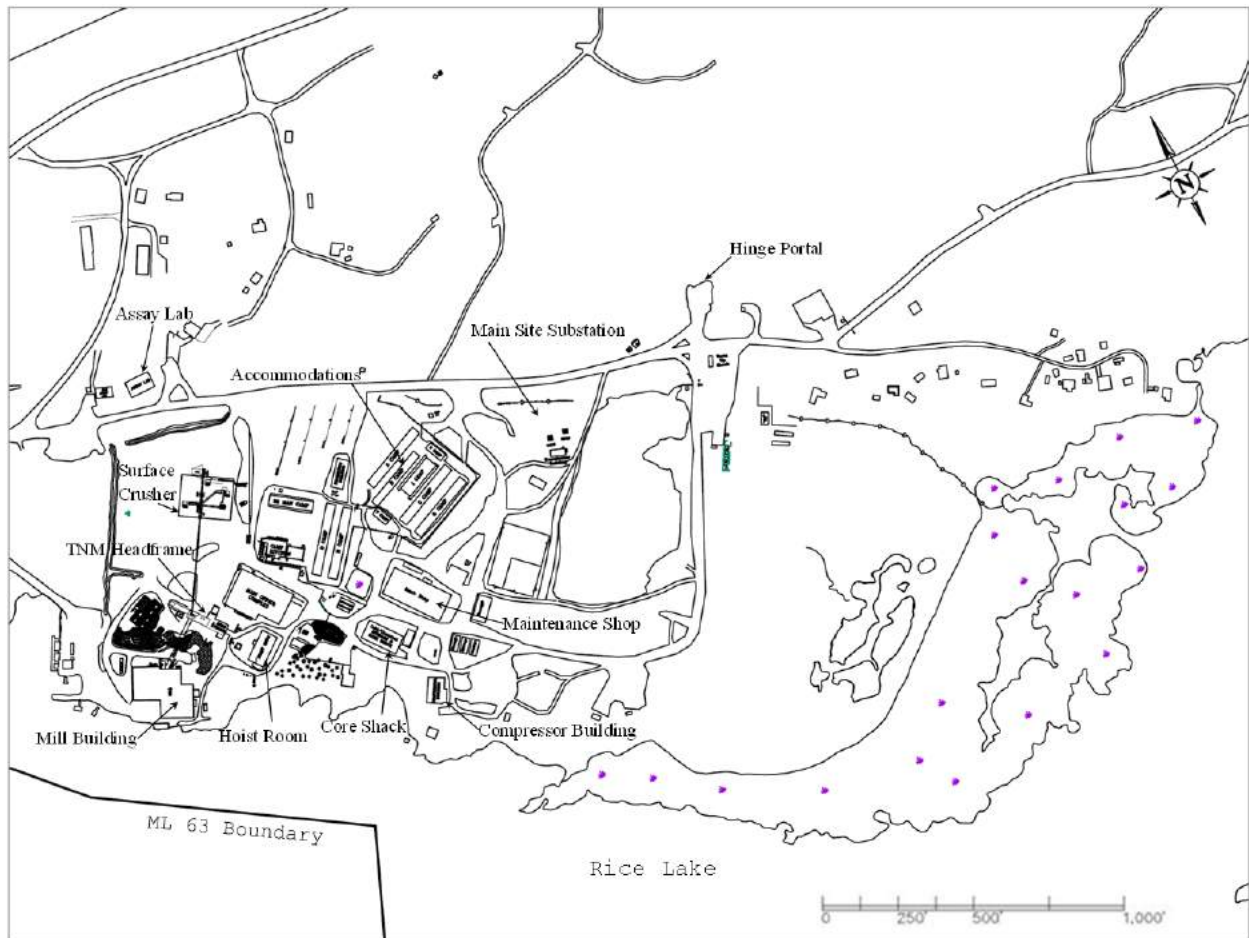 N
Hinge Portal
Assay Lab
Main Site Substation
Accommodations
Surface
Crusher
TNM Headframe
Maintenance Shop
Mill Building
Hoist Room
Core Shack
Compressor Building
ML 63 Boundary
Rice Lake
0
250'
500'
1,000'